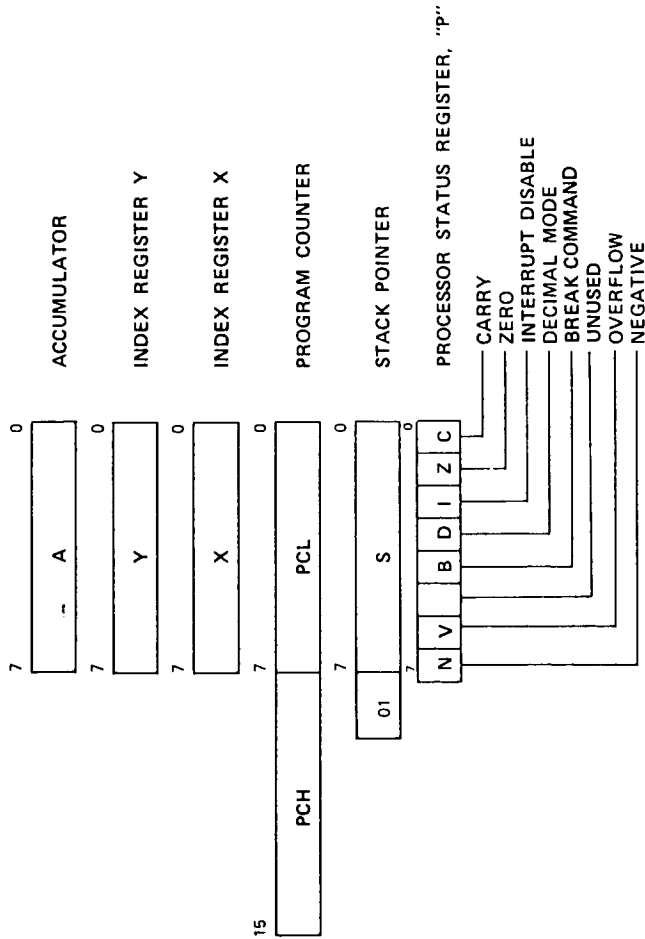 7 0
A ACCUMULATOR
7 0
Y INDEX REGISTER Y
7 0
X INDEX REGISTER X
15 7 0
PCH PCL PROGRAM COUNTER
7 0
01 S STACK POINTER
7 0
N V B D I Z C PROCESSOR STATUS REGISTER, "P"
CARRY
ZERO
INTERRUPT DISABLE
DECIMAL MODE
BREAK COMMAND
UNUSED
OVERFLOW
NEGATIVE